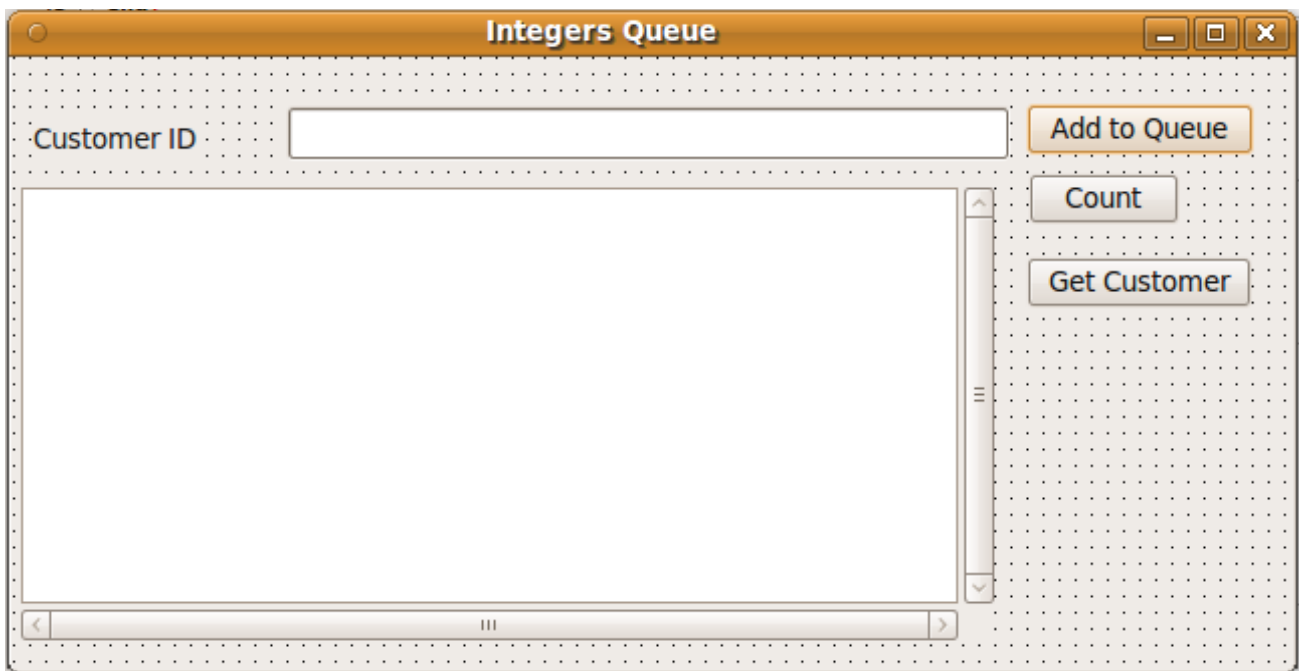 Integers Queue
Customer ID
Add to Queue
Count
Get Customer